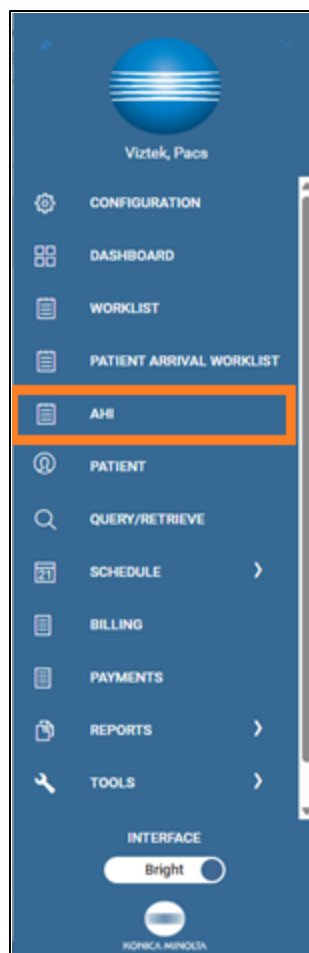 Viztek, Pacs
CONFIGURATION
DASHBOARD
WORKLIST
PATIENT ARRIVAL WORKLIST
AHI
PATIENT
QUERY/RETRIEVE
21
SCHEDULE
BILLING
PAYMENTS
REPORTS
TOOLS
INTERFACE
Bright
KONICA MINOLTA